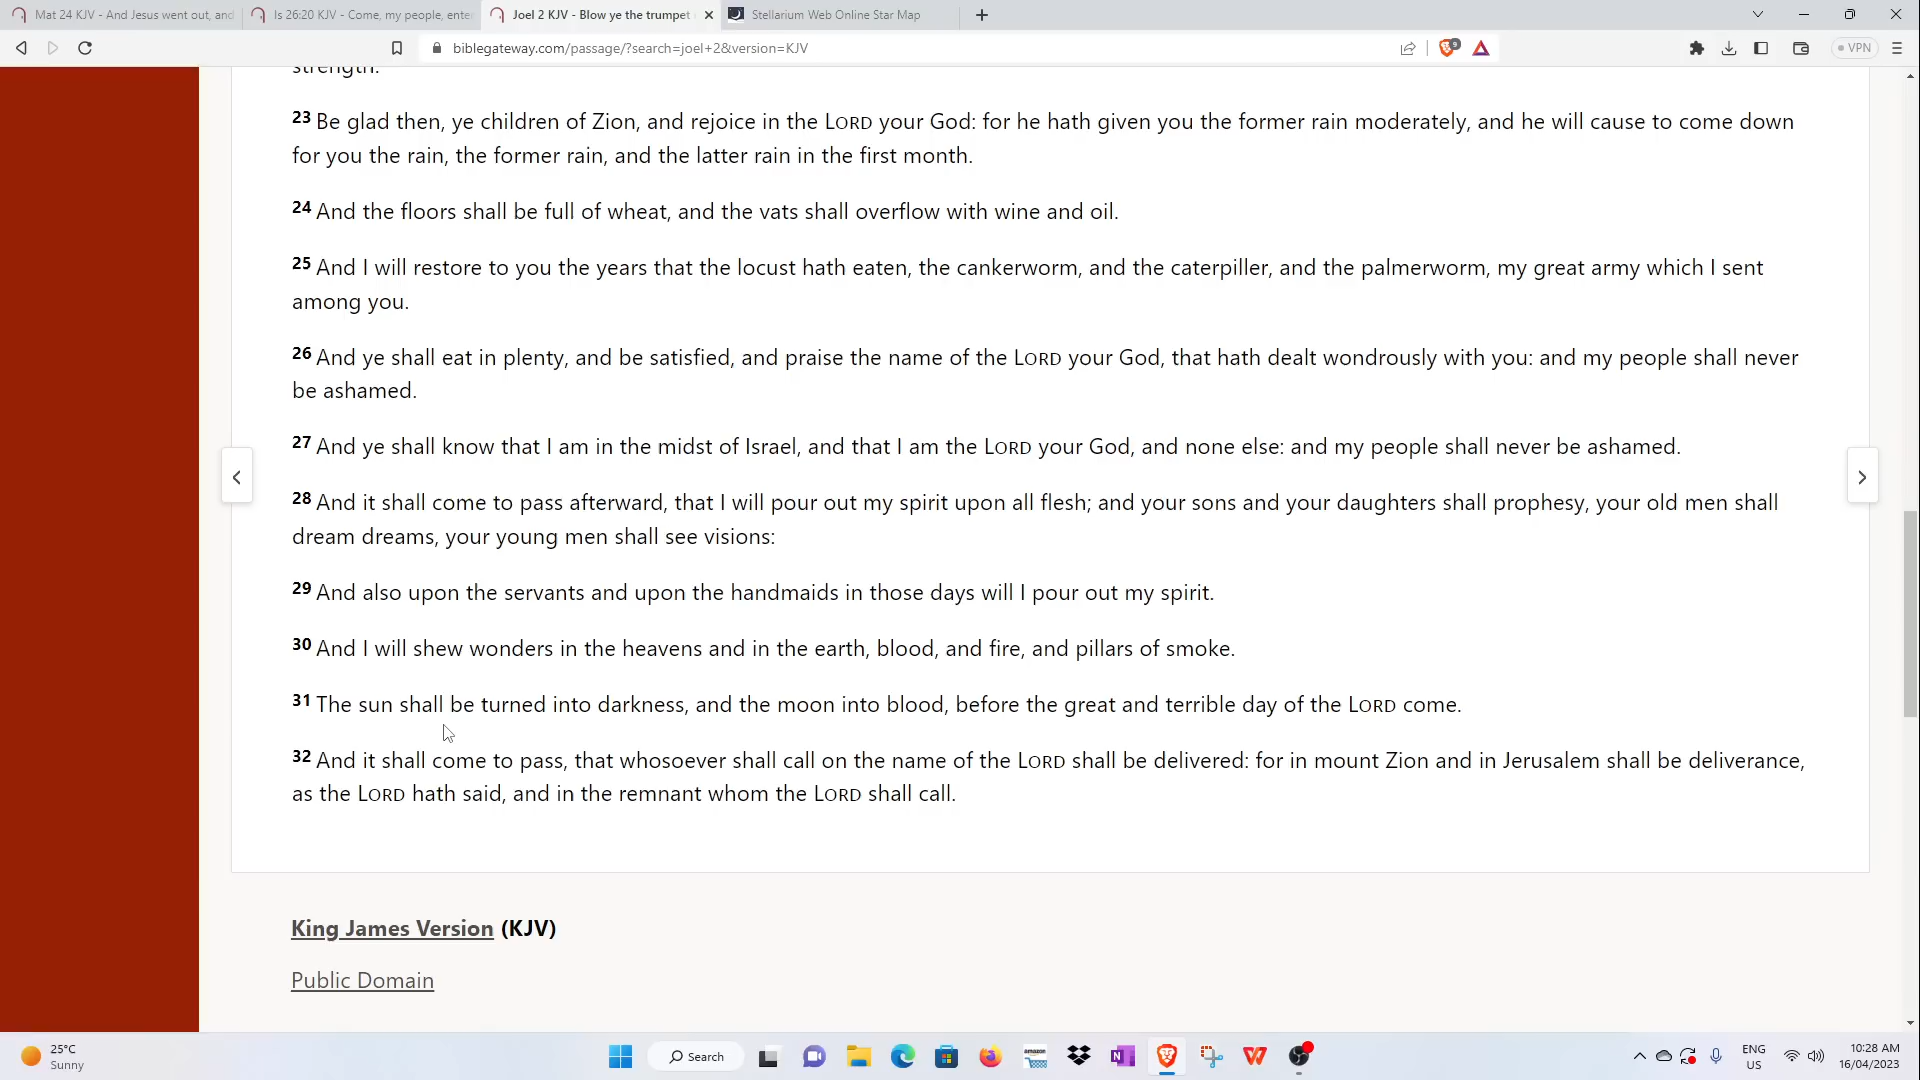 Mat 24 KJV - And Jesus went out, and
Is 26:20 KJV - Come, my people, ente
Joel 2 KJV - Blow ye the trumpet
Stellarium Web Online Star Map
biblegateway.com/passage/?search=joel+2&version=KJV
9
VPN
strength.
23 Be glad then, ye children of Zion, and rejoice in the LORD your God: for he hath given you the former rain moderately, and he will cause to come down
for you the rain, the former rain, and the latter rain in the first month.
24 And the floors shall be full of wheat, and the vats shall overflow with wine and oil.
25 And I will restore to you the years that the locust hath eaten, the cankerworm, and the caterpiller, and the palmerworm, my great army which I sent
among you.
26 And ye shall eat in plenty, and be satisfied, and praise the name of the LORD your God, that hath dealt wondrously with you: and my people shall never
be ashamed.
27 And ye shall know that I am in the midst of Israel, and that I am the LORD your God, and none else: and my people shall never be ashamed.
28 And it shall come to pass afterward, that I will pour out my spirit upon all flesh; and your sons and your daughters shall prophesy, your old men shall
dream dreams, your young men shall see visions:
29 And also upon the servants and upon the handmaids in those days will I pour out my spirit.
30 And I will shew wonders in the heavens and in the earth, blood, and fire, and pillars of smoke.
31 The sun shall be turned into darkness, and the moon into blood, before the great and terrible day of the LORD come.
32 And it shall come to pass, that whosoever shall call on the name of the LORD shall be delivered: for in mount Zion and in Jerusalem shall be deliverance,
as the LORD hath said, and in the remnant whom the LORD shall call.
King James Version (KJV)
Public Domain
25°C
Sunny
Search
amazon
ENG
US
10:28 AM
16/04/2023